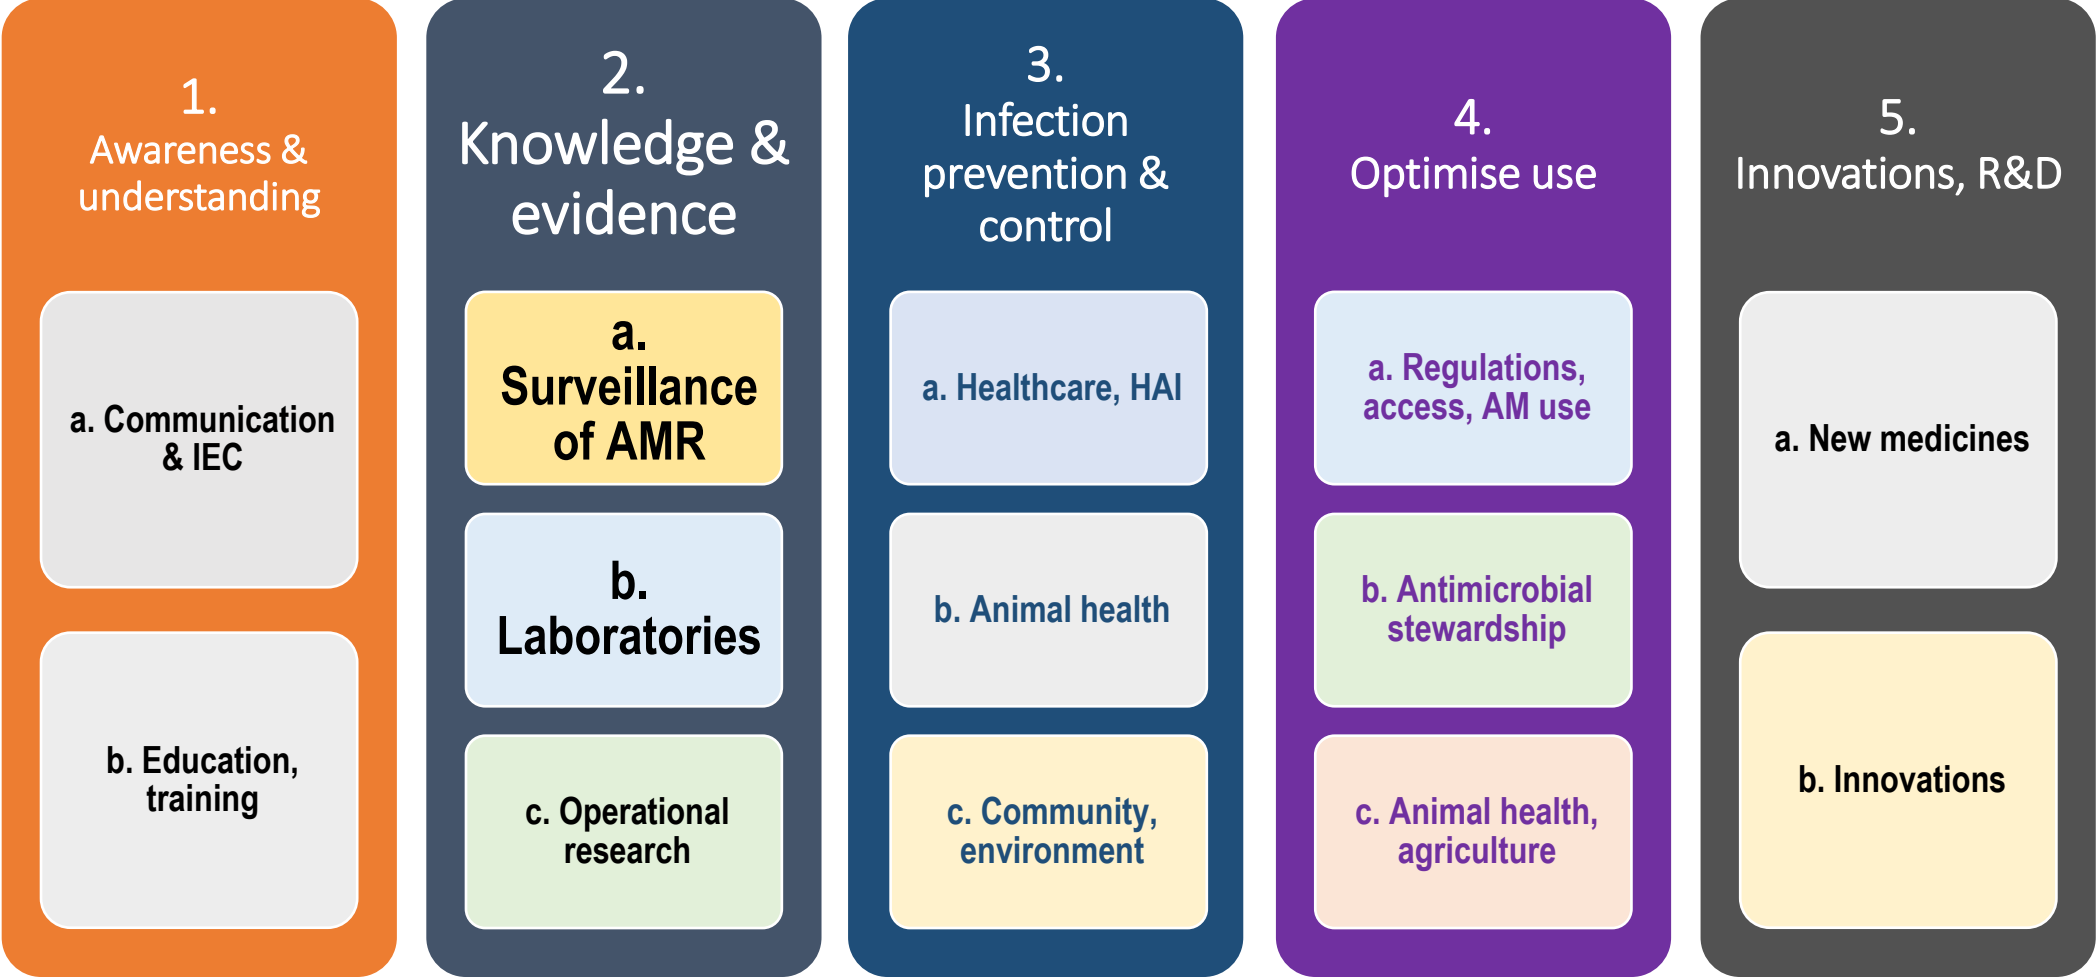 1.
Awareness &
understanding
a. Communication
& IEC
b. Education,
training
2.
Knowledge &
evidence
a.
Surveillance
of AMR
b.
Laboratories
c. Operational
research
3.
Infection
prevention &
control
a. Healthcare, HAI
b. Animal health
c. Community,
environment
4.
Optimise use
a. Regulations,
access, AM use
b. Antimicrobial
stewardship
c. Animal health,
agriculture
5.
Innovations, R&D
a. New medicines
b. Innovations